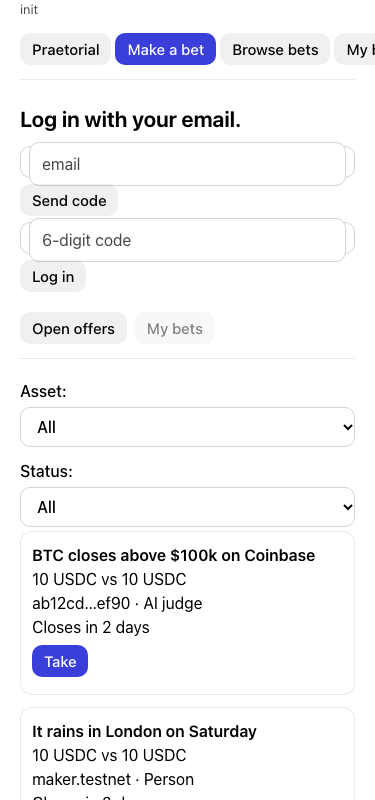 init
Praetorial Make a bet Browse bets My b
Log in with your email.
email
Send code
6-digit code
Log in
Open offers My bets
Asset:
All
Status:
All
BTC closes above $100k on Coinbase
10 USDC vs 10 USDC
ab12cd...ef90 · AI judge
Closes in 2 days
Take
It rains in London on Saturday
10 USDC vs 10 USDC
maker.testnet · Person